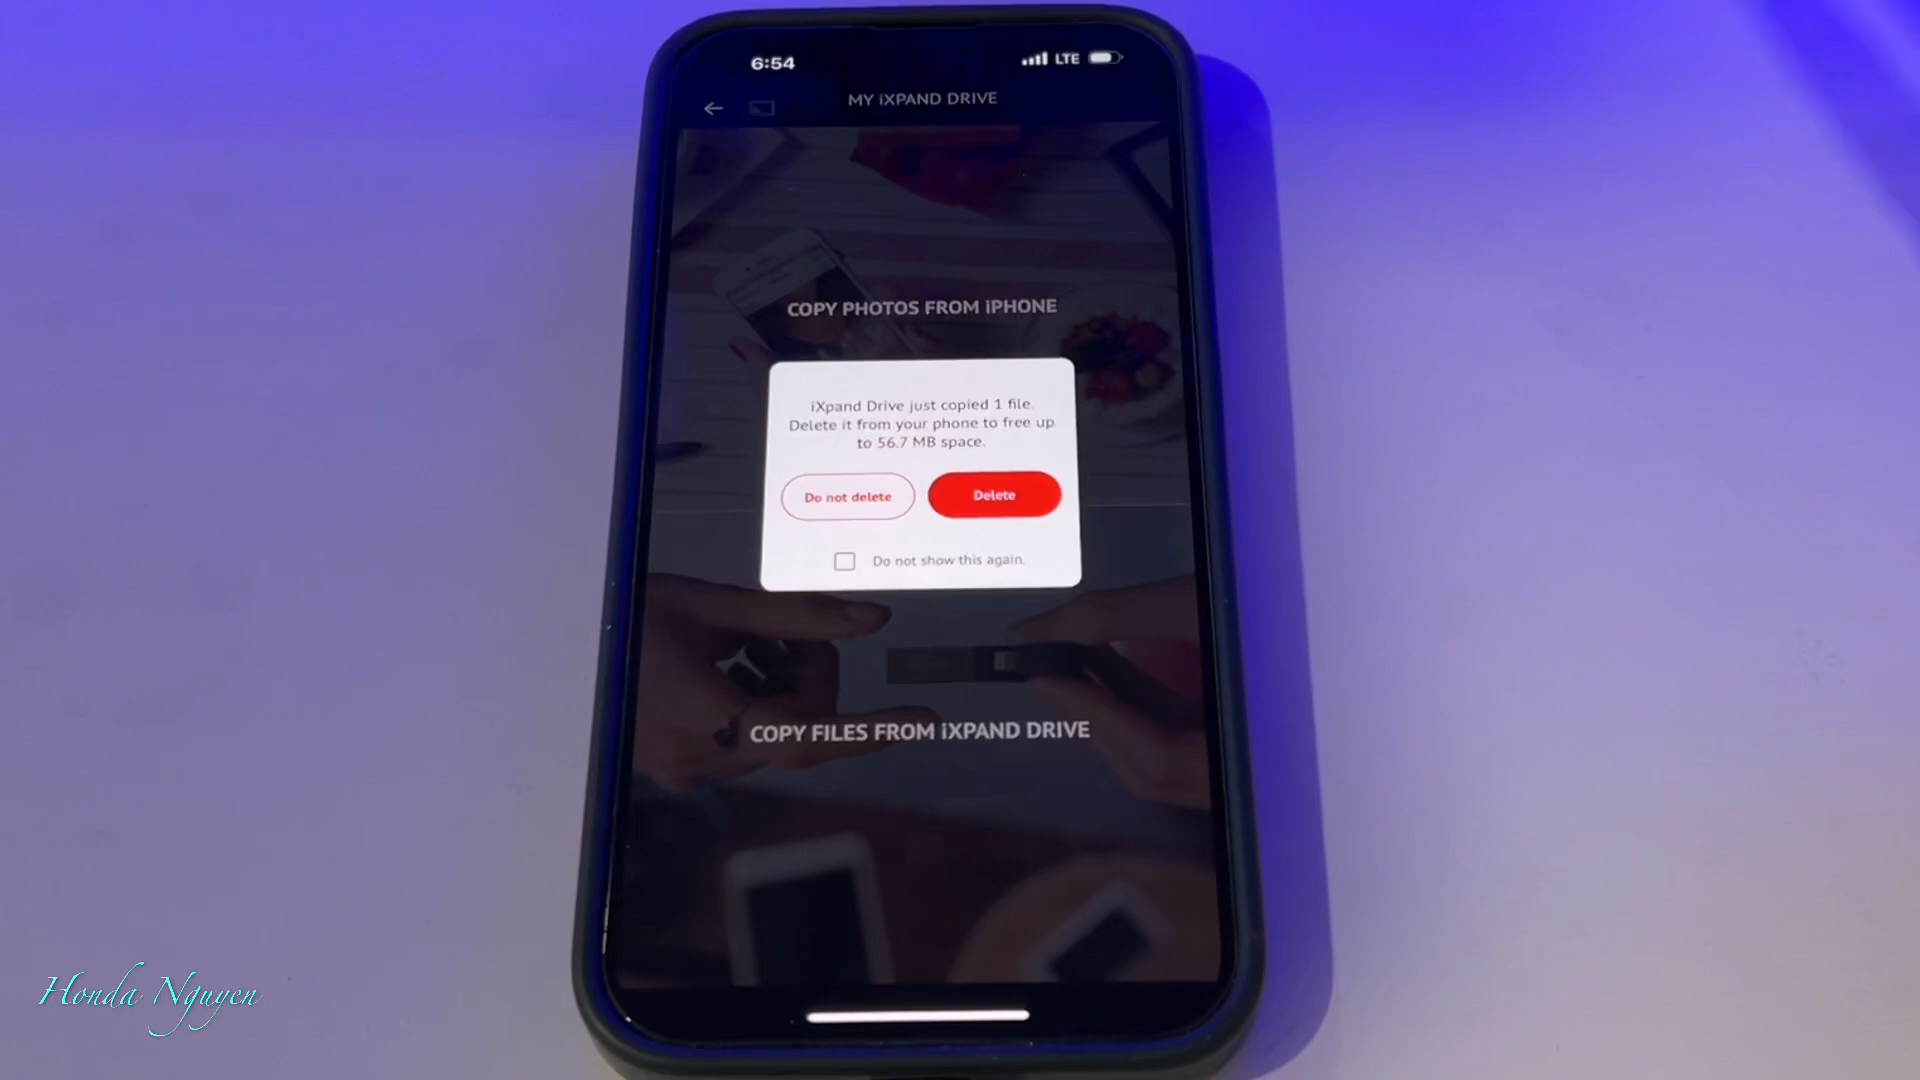 6:54
LTE
MY iXPAND DRIVE
COPY PHOTOS FROM iPHONE
iXpand Drive just copied 1 file.
Delete it from your phone to free up
to 56.7 MB space.
Do not delete
Delete
Do not show this again.
COPY FILES FROM iXPAND DRIVE
Honda Nguyen